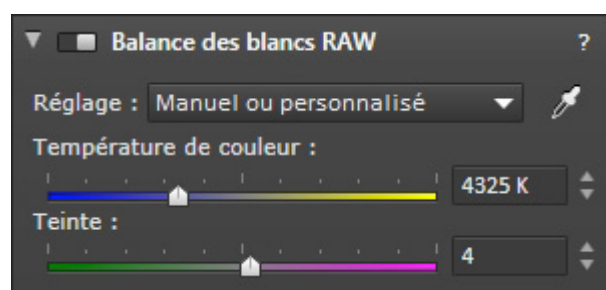 Balance des blancs RAW ?
Réglage : Manuel ou personnalisé
Température de couleur :
4325 K
Teinte :
4